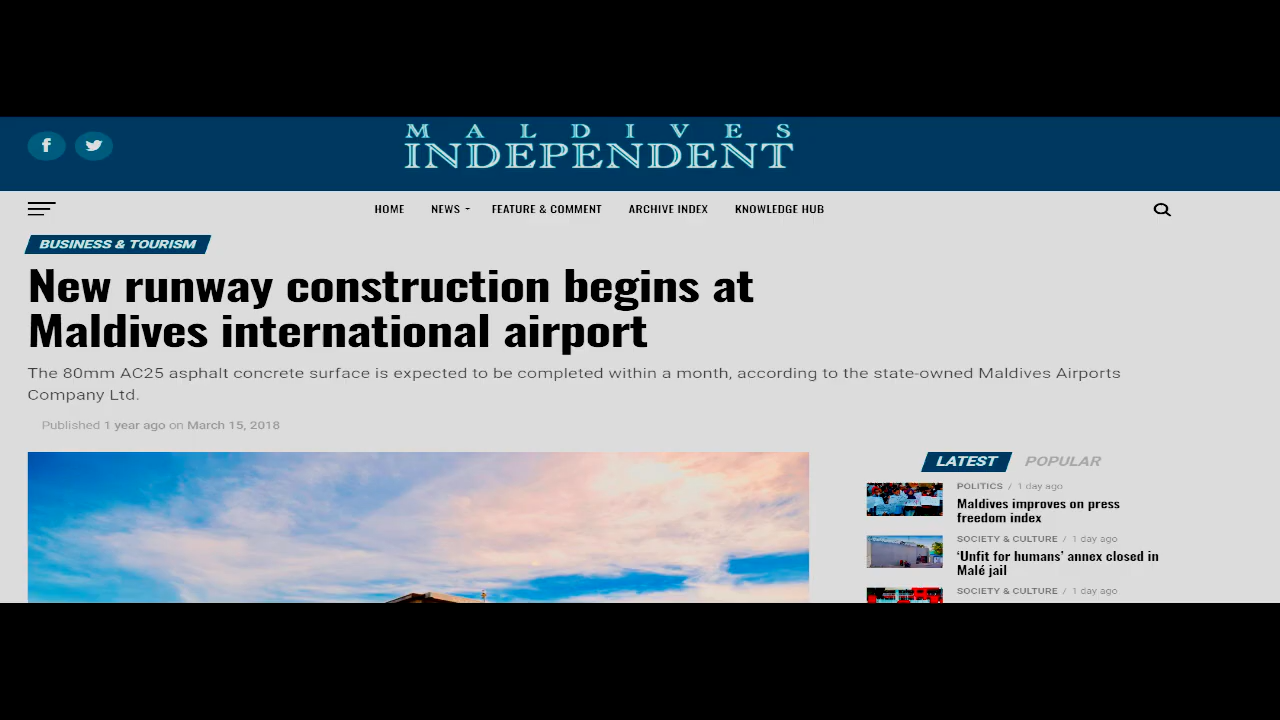 MALDIVES
INDEPENDENT
HOME NEWS FEATURE & COMMENT ARCHIVE INDEX KNOWLEDGE HUB
BUSINESS & TOURISM
New runway construction begins at
Maldives international airport
The 80mm AC25 asphalt concrete surface is expected to be completed within a month, according to the state-owned Maldives Airports
Company Ltd.
Published 1 year ago on March 15, 2018
LATEST POPULAR
POLITICS / 1 day ago
Maldives improves on press
freedom index
SOCIETY & CULTURE / 1 day ago
‘Unfit for humans’ annex closed in
Malé jail
SOCIETY & CULTURE / 1 day ago